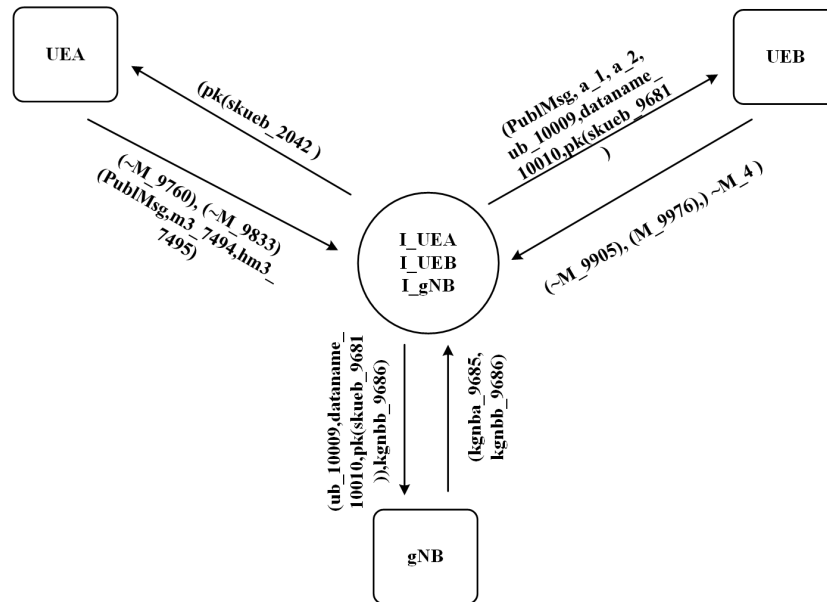 UEA
UEB
(pk(skueb_2042 )
(PublMsg, a_1, a_2,
ub_10009,dataname_
10010,pk(skueb_9681
)
(~M_9760), (~M_9833)
(PublMsg,m3_7494,hm3_
7495)
I_UEA
I_UEB
I_gNB
(~M_9905), (M_9976),) ~M_4 )
(ub_10009,dataname_
10010,pk(skueb_9681
)),kgnbb_9686)
(kgnba_9685,
kgnbb_9686)
gNB